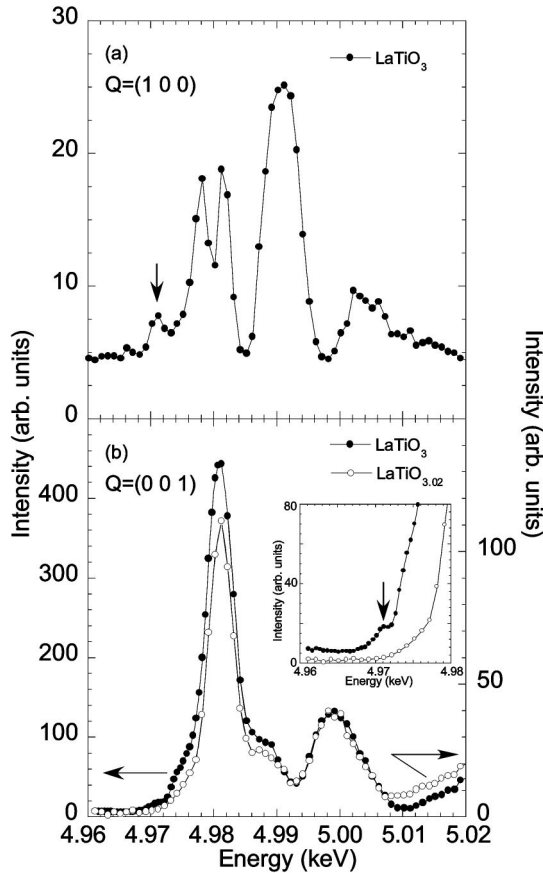 30
(a)
LaTiO3
Q=(1 0 0)
20
10
0
Intensity (arb. units)
Intensity (arb. units)
(b)
LaTiO3
LaTiO3.02
Q=(0 0 1)
400
300
200
100
0
Intensity (arb. units)
80
40
20
0
4.96
4.97
4.98
Energy (keV)
100
60
40
0
4.96
4.97
4.98
4.99
5.00
5.01
5.02
Energy (keV)